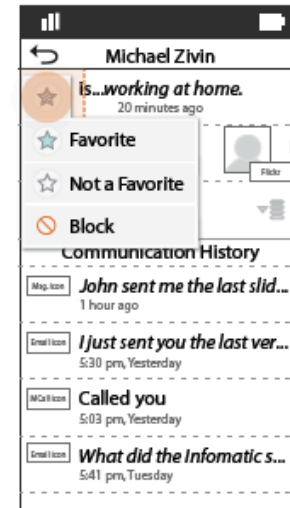 Michael Zivin
is...working at home.
20 minutes ago
Favorite
Not a Favorite
Block
Flickr
Communication History
Msg. Icon
John sent me the last slid...
1 hour ago
Email Icon
I just sent you the last ver...
5:30 pm, Yesterday
MCall icon
Called you
5:03 pm, Yesterday
Email Icon
What did the Infomatic s...
5:41 pm, Tuesday